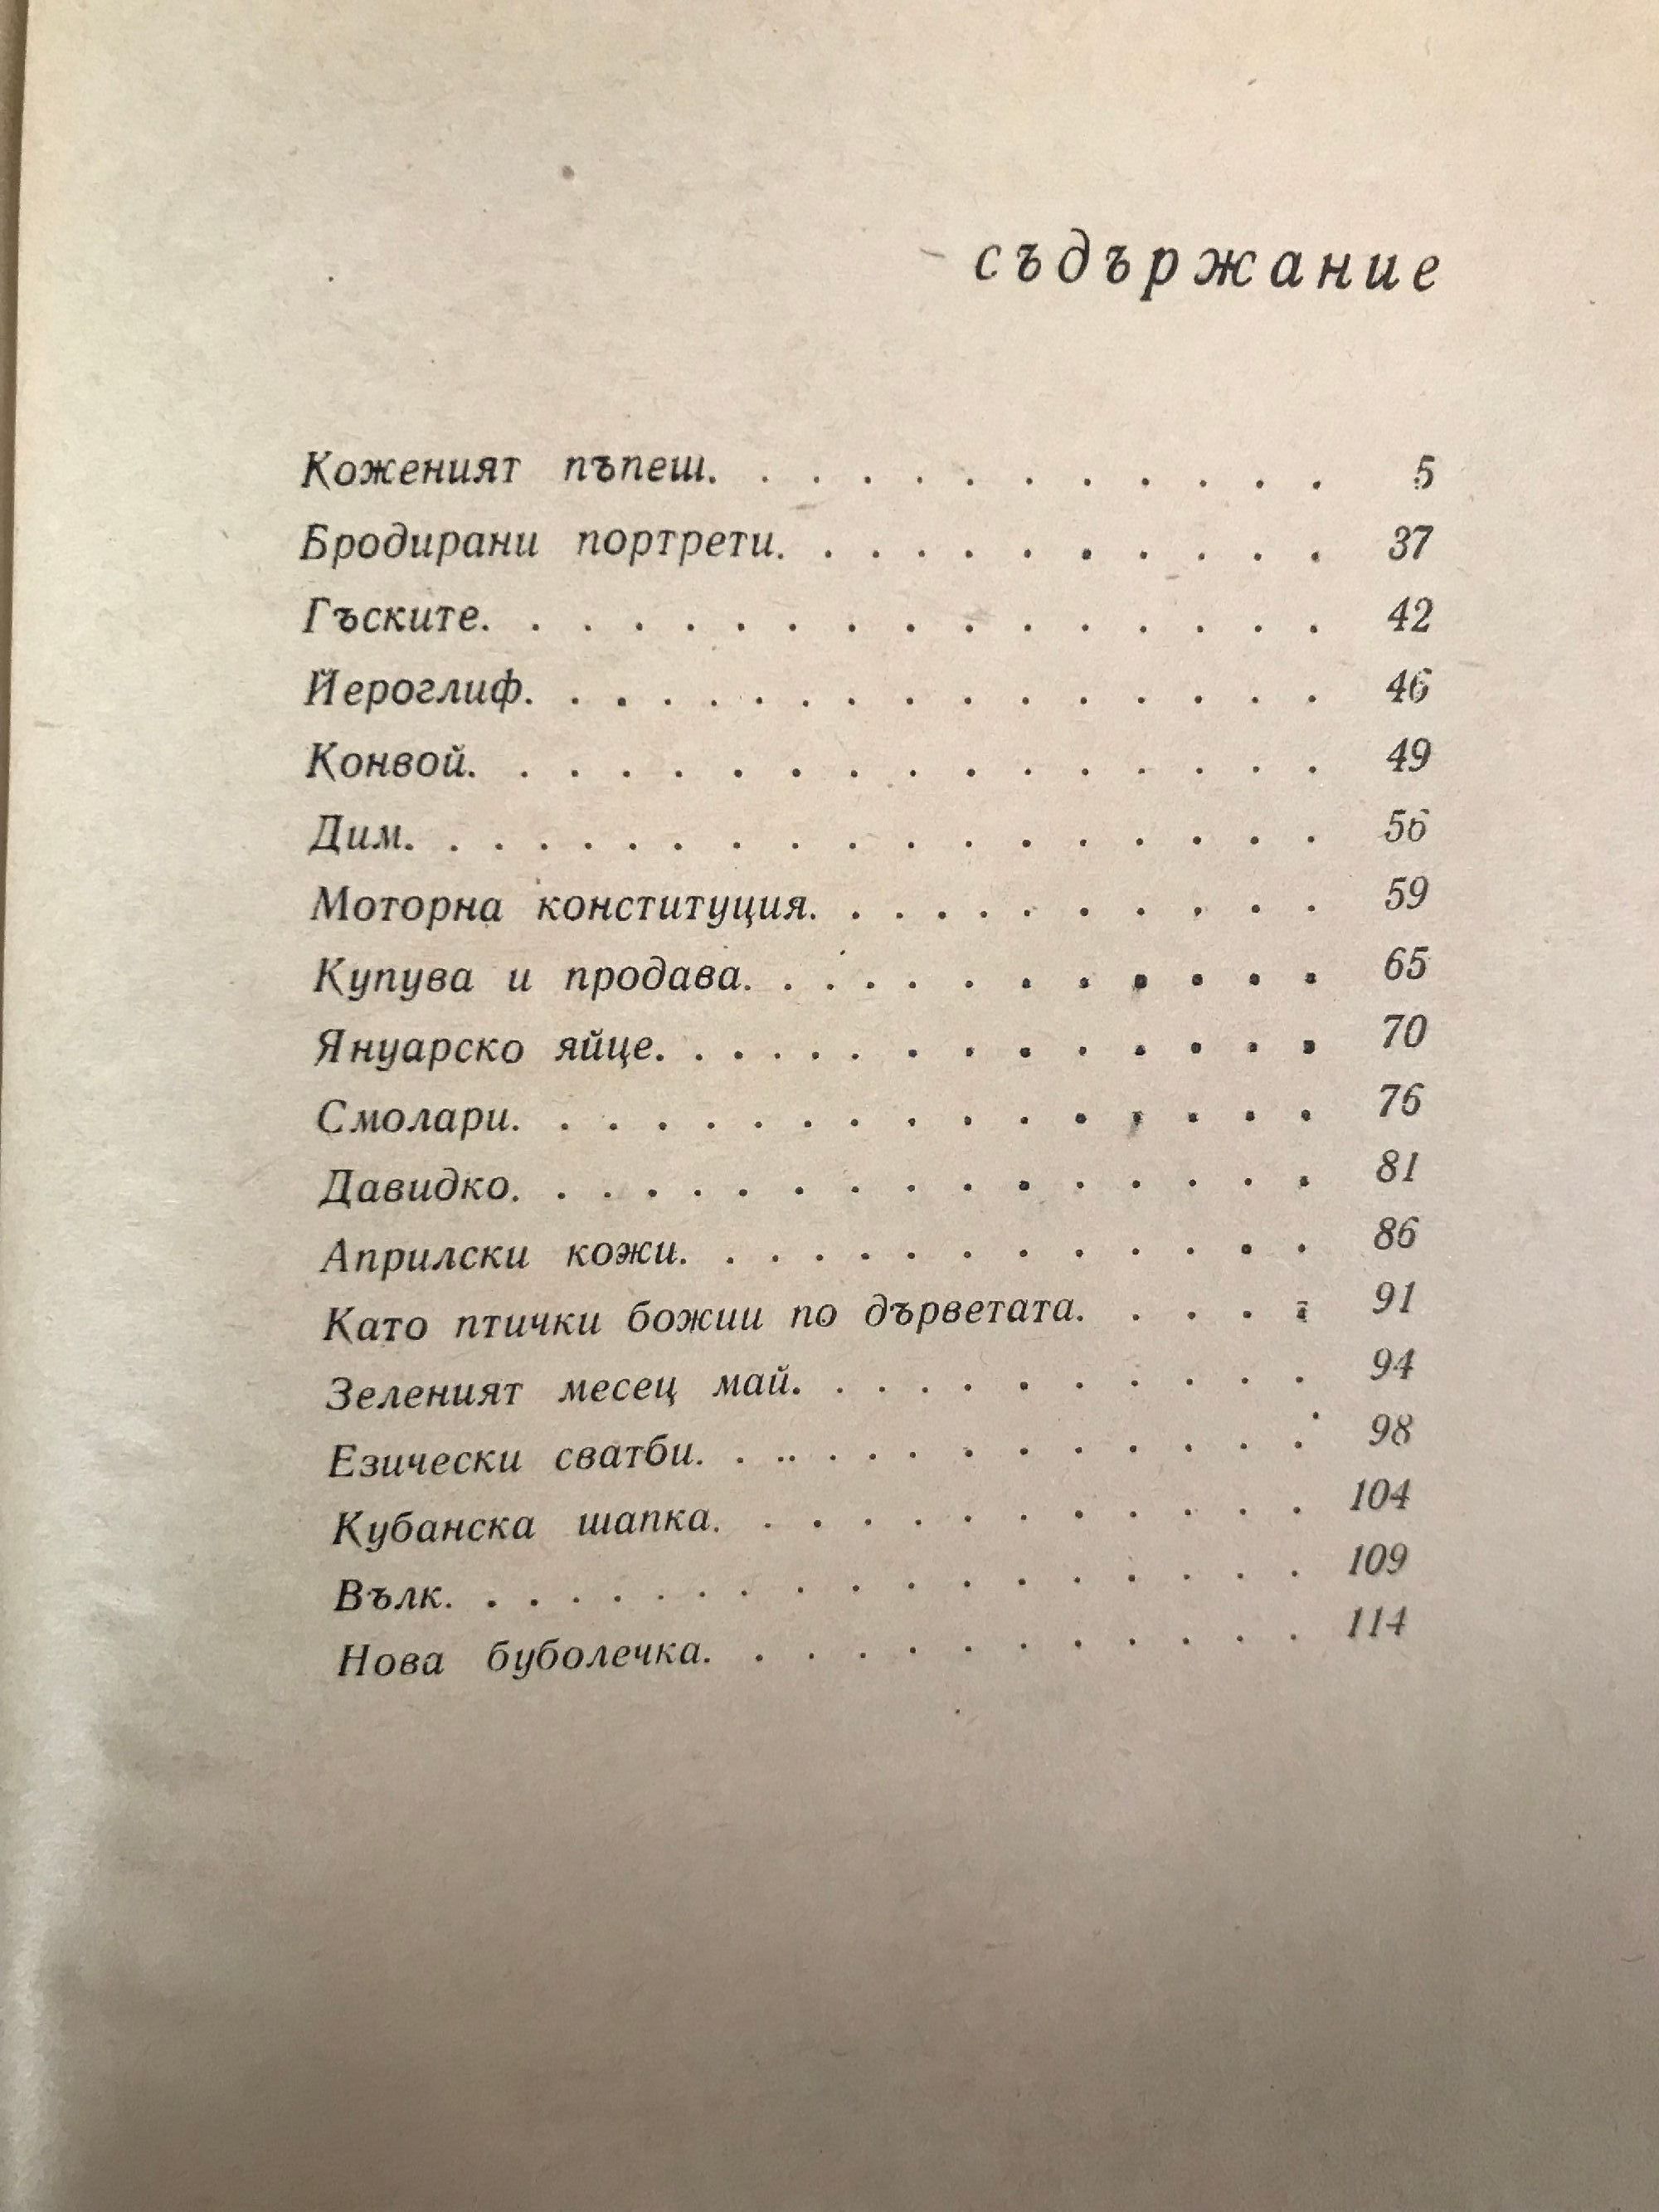 съдържание
Коженият пъпеш. . . . . . . . . . . . 5
Бродирани портрети. . . . . . . . . . . 37
Гъските. . . . . . . . . . . . . . . . 42
Йероглиф. . . . . . . . . . . . . . . . 46
Конвой. . . . . . . . . . . . . . . . . 49
Дим. . . . . . . . . . . . . . . . . . 56
Моторна конституция. . . . . . . . . . . 59
Купува и продава. . . . . . . . . . . . 65
Януарско яйце. . . . . . . . . . . . . . 70
Смолари. . . . . . . . . . . . . . . . 76
Давидко. . . . . . . . . . . . . . . . 81
Априлски кожи. . . . . . . . . . . . . 86
Като птички божии по дърветата. . . . . 91
Зеленият месец май. . . . . . . . . . . 94
Езически сватби. . .. . . . . . . . . . . 98
Кубанска шапка. . . . . . . . . . . . 104
Вълк. . . . . . . . . . . . . . . . . 109
Нова буболечка. . . . . . . . . . . . 114